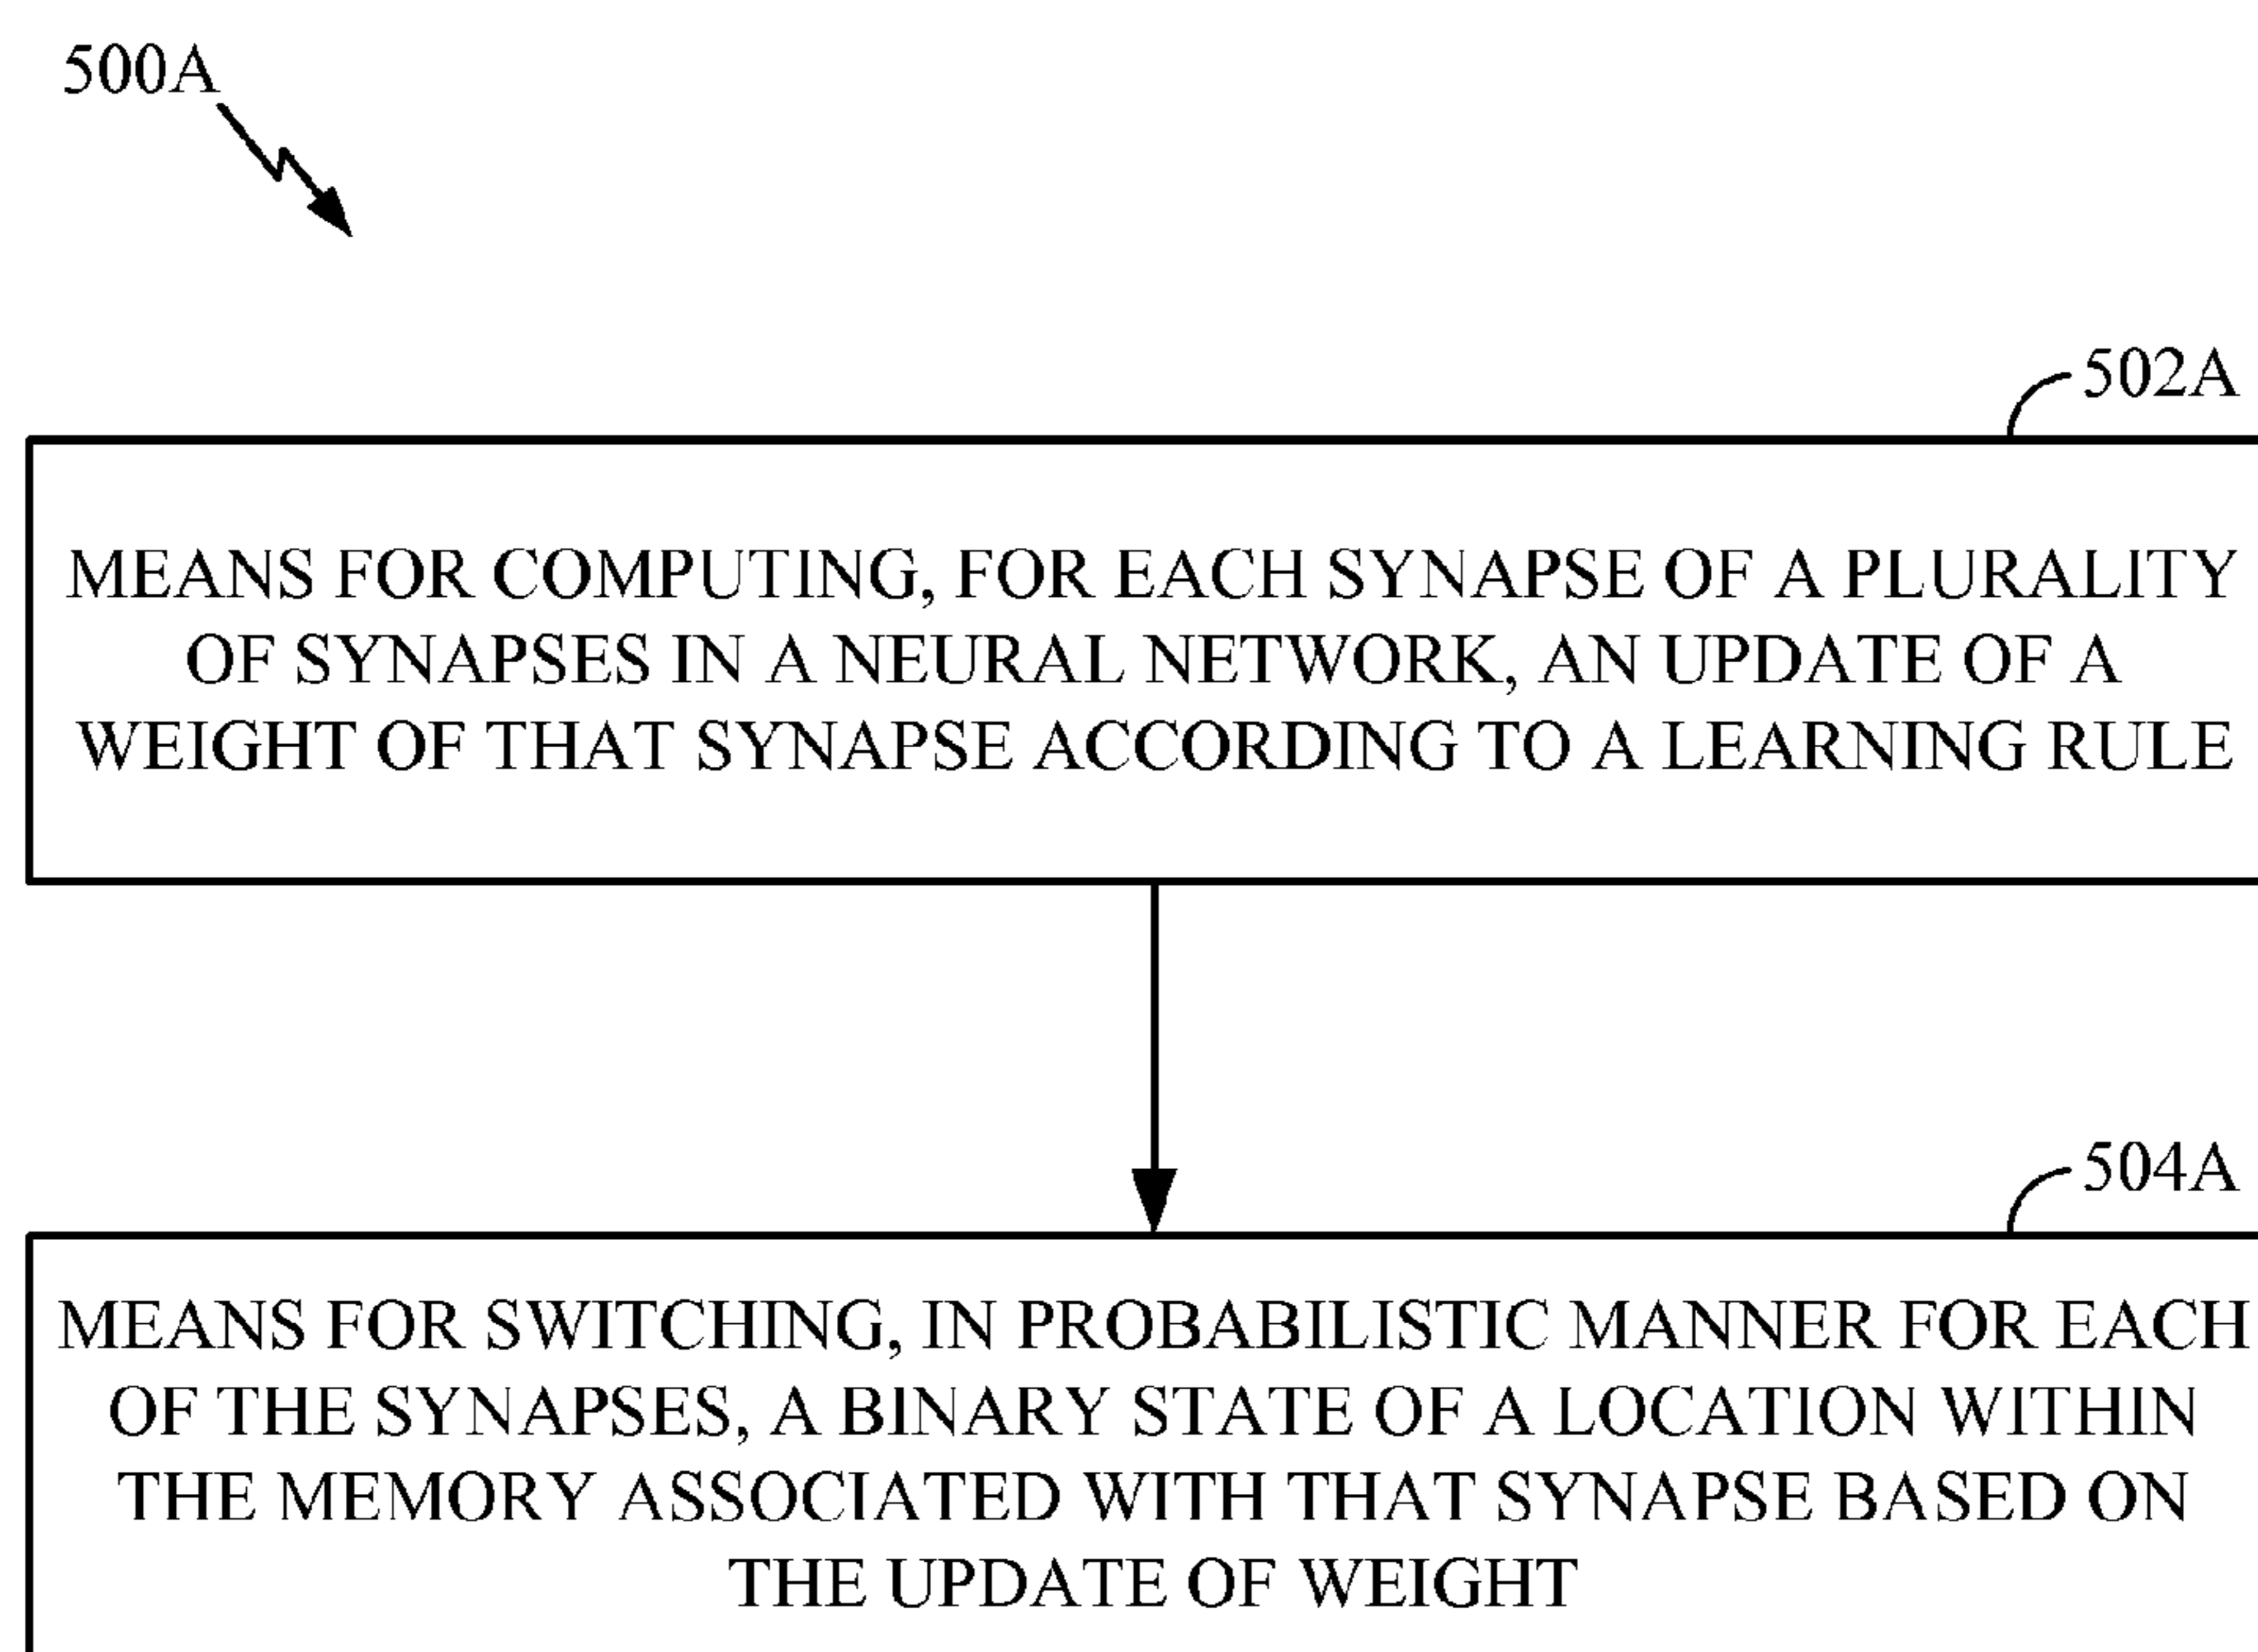 500A
502A
MEANS FOR COMPUTING, FOR EACH SYNAPSE OF A PLURALITY
OF SYNAPSES IN A NEURAL NETWORK, AN UPDATE OF A
WEIGHT OF THAT SYNAPSE ACCORDING TO A LEARNING RULE
504A
MEANS FOR SWITCHING, IN PROBABILISTIC MANNER FOR EACH
OF THE SYNAPSES, A BINARY STATE OF A LOCATION WITHIN
THE MEMORY ASSOCIATED WITH THAT SYNAPSE BASED ON
THE UPDATE OF WEIGHT